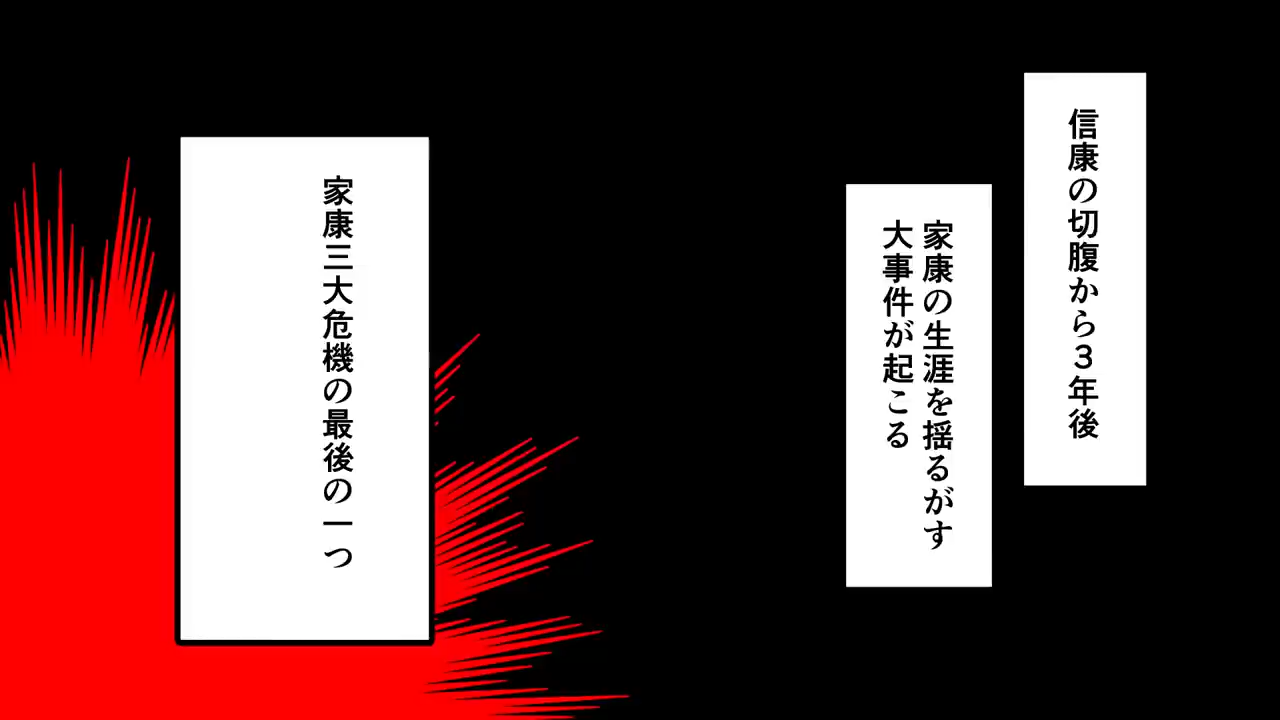 信康の切腹から３年後
家康の生涯を揺るがす
大事件が起こる
家康三大危機の最後の一つ